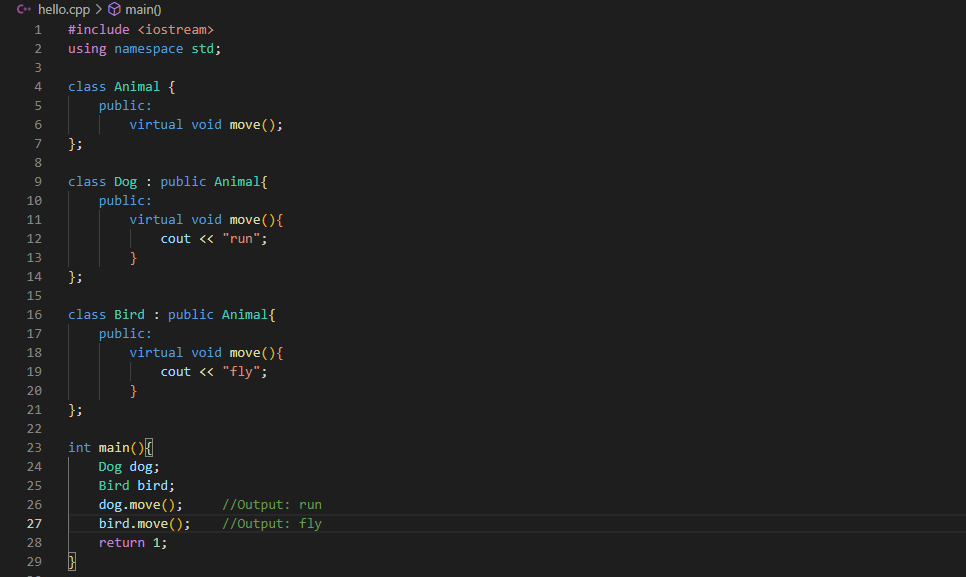 hello.cpp > main()
1 #include <iostream>
2 using namespace std;
3
4 class Animal {
5     public:
6         virtual void move();
7 };
8
9 class Dog : public Animal{
10     public:
11         virtual void move(){
12             cout << "run";
13         }
14 };
15
16 class Bird : public Animal{
17     public:
18         virtual void move(){
19             cout << "fly";
20         }
21 };
22
23 int main(){
24     Dog dog;
25     Bird bird;
26     dog.move();     //Output: run
27     bird.move();    //Output: fly
28     return 1;
29 }